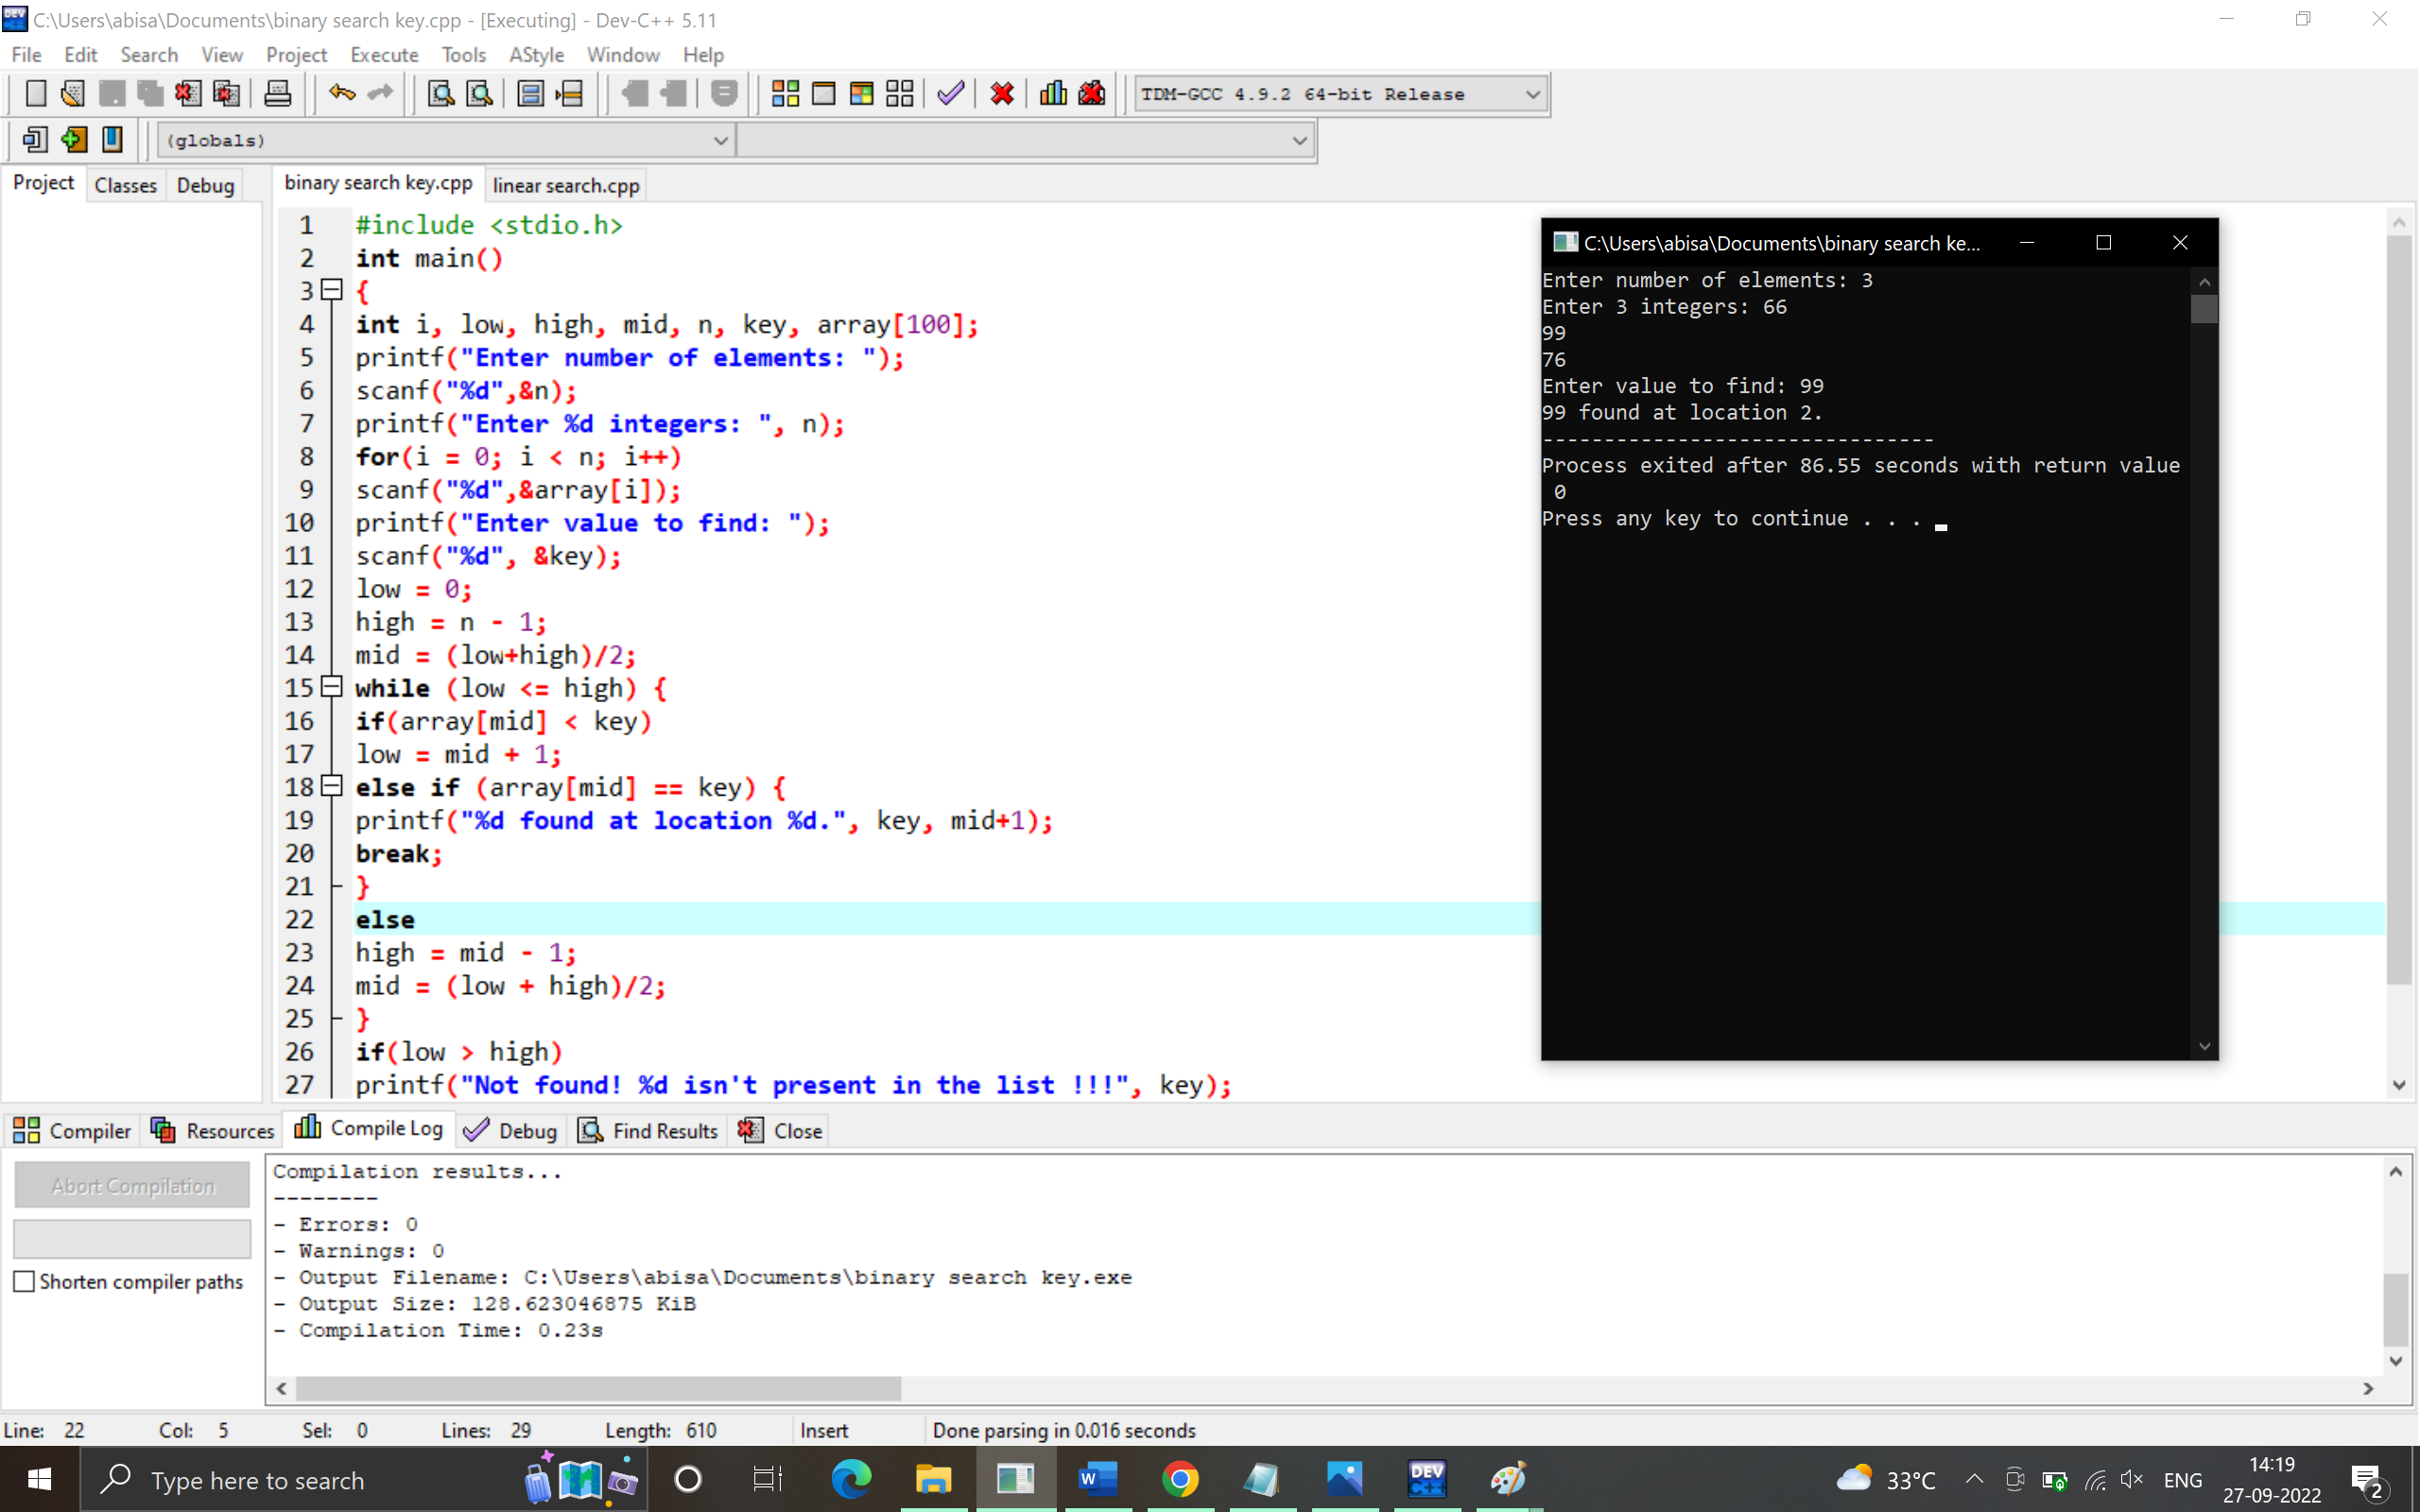 C:\Users\abisa\Documents\binary search key.cpp - [Executing] - Dev-C++ 5.11
File Edit Search View Project Execute Tools AStyle Window Help
TDM-GCC 4.9.2 64-bit Release
(globals)
Project Classes Debug
binary search key.cpp linear search.cpp
1 #include <stdio.h>
2 int main()
3 {
4 int i, low, high, mid, n, key, array[100];
5 printf("Enter number of elements: ");
6 scanf("%d",&n);
7 printf("Enter %d integers: ", n);
8 for(i = 0; i < n; i++)
9 scanf("%d",&array[i]);
10 printf("Enter value to find: ");
11 scanf("%d", &key);
12 low = 0;
13 high = n - 1;
14 mid = (low+high)/2;
15 while (low <= high) {
16 if(array[mid] < key)
17 low = mid + 1;
18 else if (array[mid] == key) {
19 printf("%d found at location %d.", key, mid+1);
20 break;
21 }
22 else
23 high = mid - 1;
24 mid = (low + high)/2;
25 }
26 if(low > high)
27 printf("Not found! %d isn't present in the list !!!", key);
C:\Users\abisa\Documents\binary search ke...
Enter number of elements: 3
Enter 3 integers: 66
99
76
Enter value to find: 99
99 found at location 2.
--------------------------------
Process exited after 86.55 seconds with return value
0
Press any key to continue . . .
Compiler Resources Compile Log Debug Find Results Close
Abort Compilation
Shorten compiler paths
Compilation results...
--------
- Errors: 0
- Warnings: 0
- Output Filename: C:\Users\abisa\Documents\binary search key.exe
- Output Size: 128.623046875 KiB
- Compilation Time: 0.23s
Line: 22 Col: 5 Sel: 0 Lines: 29 Length: 610 Insert Done parsing in 0.016 seconds
Type here to search
DEV C++
33°C ENG
14:19
27-09-2022
2